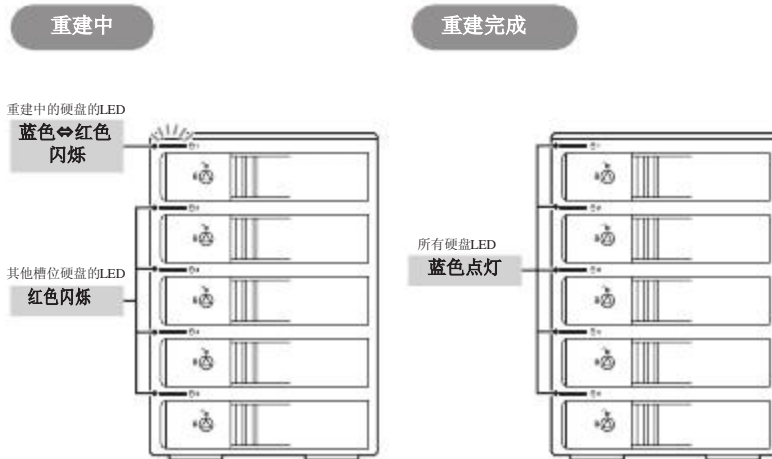 重建中
重建完成
重建中的硬盘的LED
蓝色⇔红色
闪烁
其他槽位硬盘的LED
红色闪烁
所有硬盘LED
蓝色点灯